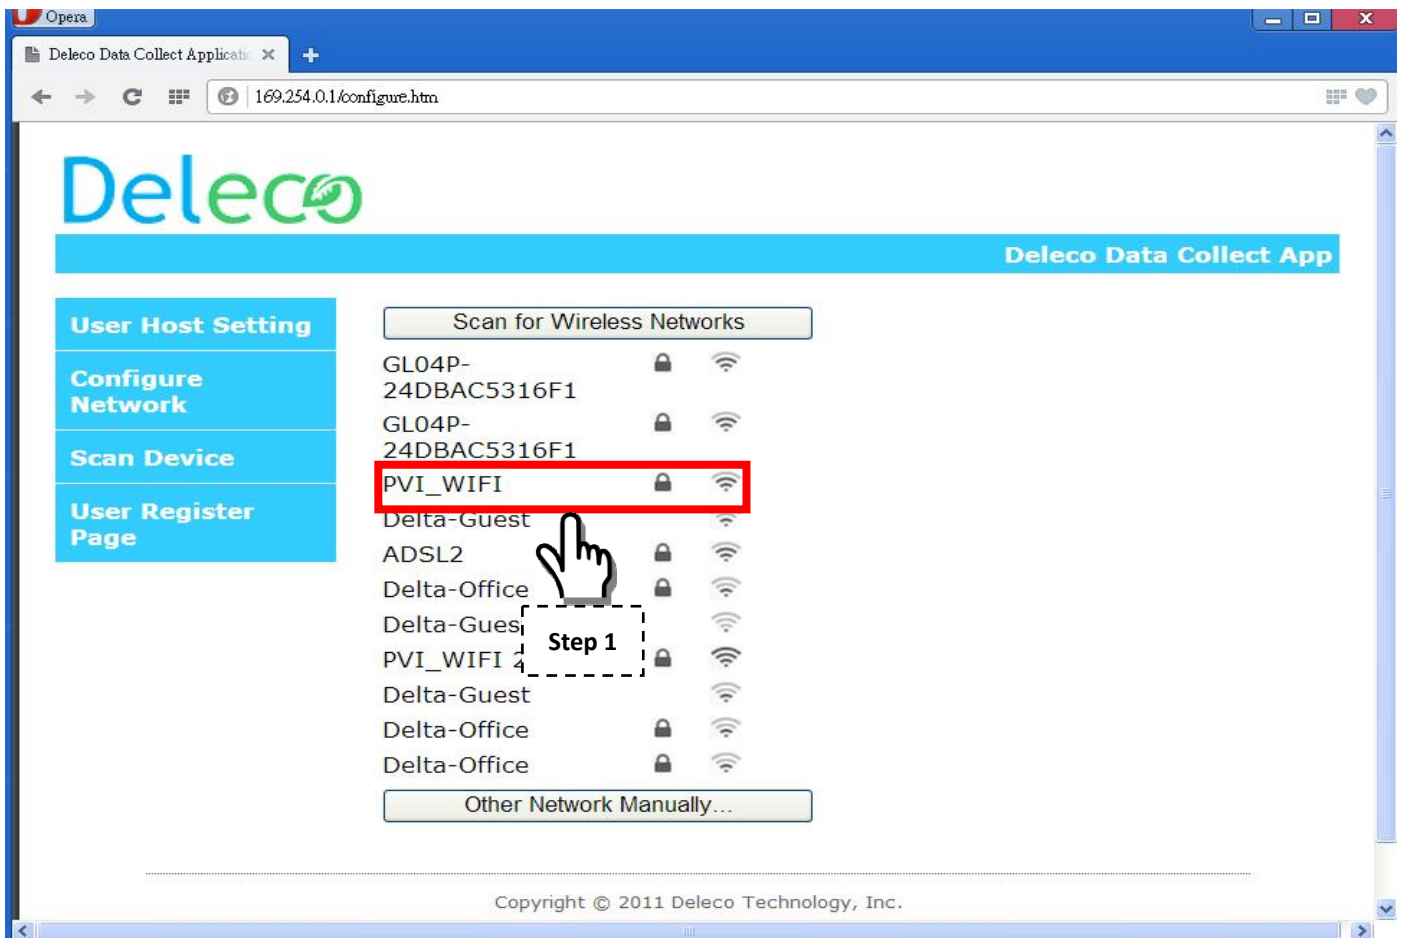 Opera
Deleco Data Collect Applicatic
169.254.0.1/configure.htm
Deleco
Deleco Data Collect App
User Host Setting
Configure
Network
Scan Device
User Register
Page
Scan for Wireless Networks
GL04P-
24DBAC5316F1
GL04P-
24DBAC5316F1
PVI_WIFI
Delta-Guest
ADSL2
Delta-Office
Delta-Gues
PVI_WIFI 2
Delta-Guest
Delta-Office
Delta-Office
Step 1
Other Network Manually...
Copyright © 2011 Deleco Technology, Inc.